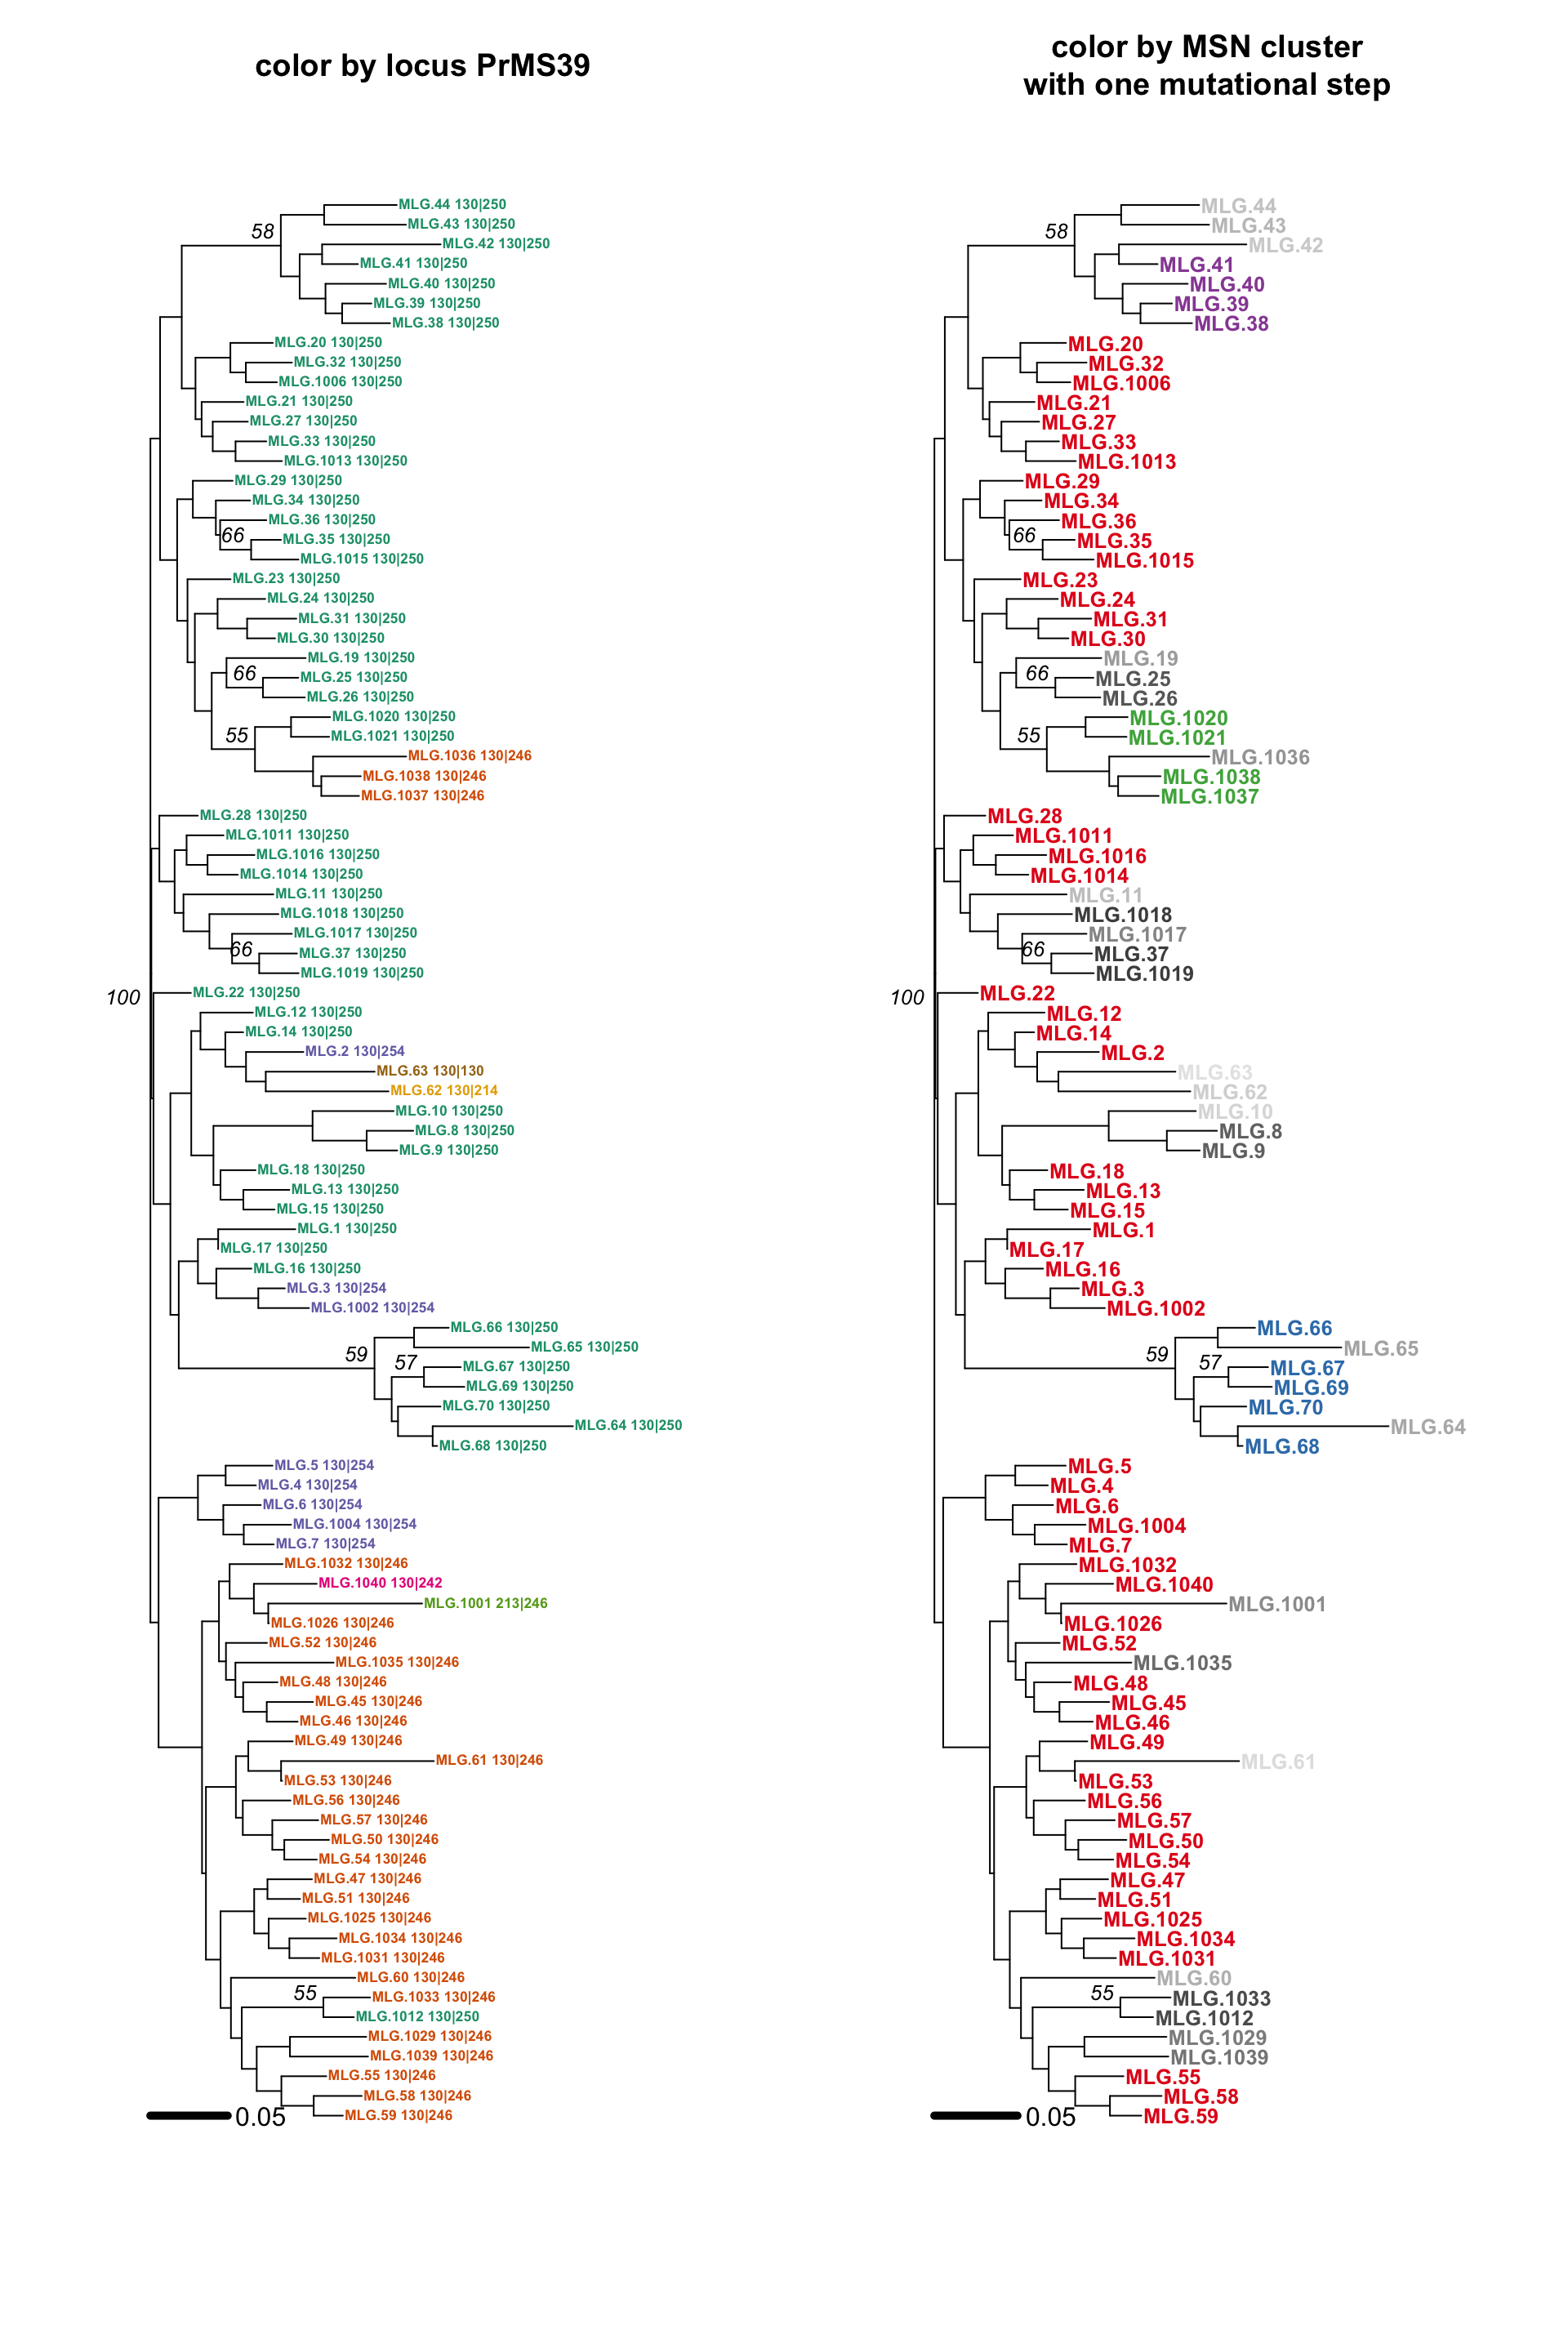 color by locus PrMS39
MLG.44 130|250
58
MLG.43 130|250
MLG.42 130|250
MLG.41 130|250
MLG.40 130|250
MLG.39 130|250
MLG.38 130|250
MLG.20 130|250
MLG.32 130|250
MLG.1006 130|250
MLG.21 130|250
MLG.27 130|250
MLG.33 130|250
MLG.1013 130|250
MLG.29 130|250
MLG.34 130|250
MLG.36 130|250
66
MLG.35 130|250
MLG.1015 130|250
MLG.23 130|250
MLG.24 130|250
MLG.31 130|250
MLG.30 130|250
MLG.19 130|250
66
MLG.25 130|250
MLG.26 130|250
MLG.1020 130|250
55
MLG.1021 130|250
MLG.1036 130|246
MLG.1038 130|246
MLG.1037 130|246
MLG.28 130|250
MLG.1011 130|250
MLG.1016 130|250
MLG.1014 130|250
MLG.11 130|250
MLG.1018 130|250
MLG.1017 130|250
66
MLG.37 130|250
MLG.1019 130|250
MLG.22 130|250
100
MLG.12 130|250
MLG.14 130|250
MLG.2 130|254
MLG.63 130|130
MLG.62 130|214
MLG.10 130|250
MLG.8 130|250
MLG.9 130|250
MLG.18 130|250
MLG.13 130|250
MLG.15 130|250
MLG.1 130|250
MLG.17 130|250
MLG.16 130|250
MLG.3 130|254
MLG.1002 130|254
MLG.66 130|250
MLG.65 130|250
59
57
MLG.67 130|250
MLG.69 130|250
MLG.70 130|250
MLG.64 130|250
MLG.68 130|250
MLG.5 130|254
MLG.4 130|254
MLG.6 130|254
MLG.1004 130|254
MLG.7 130|254
MLG.1032 130|246
MLG.1040 130|242
MLG.1001 213|246
MLG.1026 130|246
MLG.52 130|246
MLG.1035 130|246
MLG.48 130|246
MLG.45 130|246
MLG.46 130|246
MLG.49 130|246
MLG.61 130|246
MLG.53 130|246
MLG.56 130|246
MLG.57 130|246
MLG.50 130|246
MLG.54 130|246
MLG.47 130|246
MLG.51 130|246
MLG.1025 130|246
MLG.1034 130|246
MLG.1031 130|246
MLG.60 130|246
55
MLG.1033 130|246
MLG.1012 130|250
MLG.1029 130|246
MLG.1039 130|246
MLG.55 130|246
MLG.58 130|246
MLG.59 130|246
0.05
color by MSN cluster
with one mutational step
MLG.44
58
MLG.43
MLG.42
MLG.41
MLG.40
MLG.39
MLG.38
MLG.20
MLG.32
MLG.1006
MLG.21
MLG.27
MLG.33
MLG.1013
MLG.29
MLG.34
MLG.36
66
MLG.35
MLG.1015
MLG.23
MLG.24
MLG.31
MLG.30
MLG.19
66
MLG.25
MLG.26
MLG.1020
55
MLG.1021
MLG.1036
MLG.1038
MLG.1037
MLG.28
MLG.1011
MLG.1016
MLG.1014
MLG.11
MLG.1018
MLG.1017
66
MLG.37
MLG.1019
MLG.22
100
MLG.12
MLG.14
MLG.2
MLG.63
MLG.62
MLG.10
MLG.8
MLG.9
MLG.18
MLG.13
MLG.15
MLG.1
MLG.17
MLG.16
MLG.3
MLG.1002
MLG.66
MLG.65
59
57
MLG.67
MLG.69
MLG.70
MLG.64
MLG.68
MLG.5
MLG.4
MLG.6
MLG.1004
MLG.7
MLG.1032
MLG.1040
MLG.1001
MLG.1026
MLG.52
MLG.1035
MLG.48
MLG.45
MLG.46
MLG.49
MLG.61
MLG.53
MLG.56
MLG.57
MLG.50
MLG.54
MLG.47
MLG.51
MLG.1025
MLG.1034
MLG.1031
MLG.60
55
MLG.1033
MLG.1012
MLG.1029
MLG.1039
MLG.55
MLG.58
MLG.59
0.05